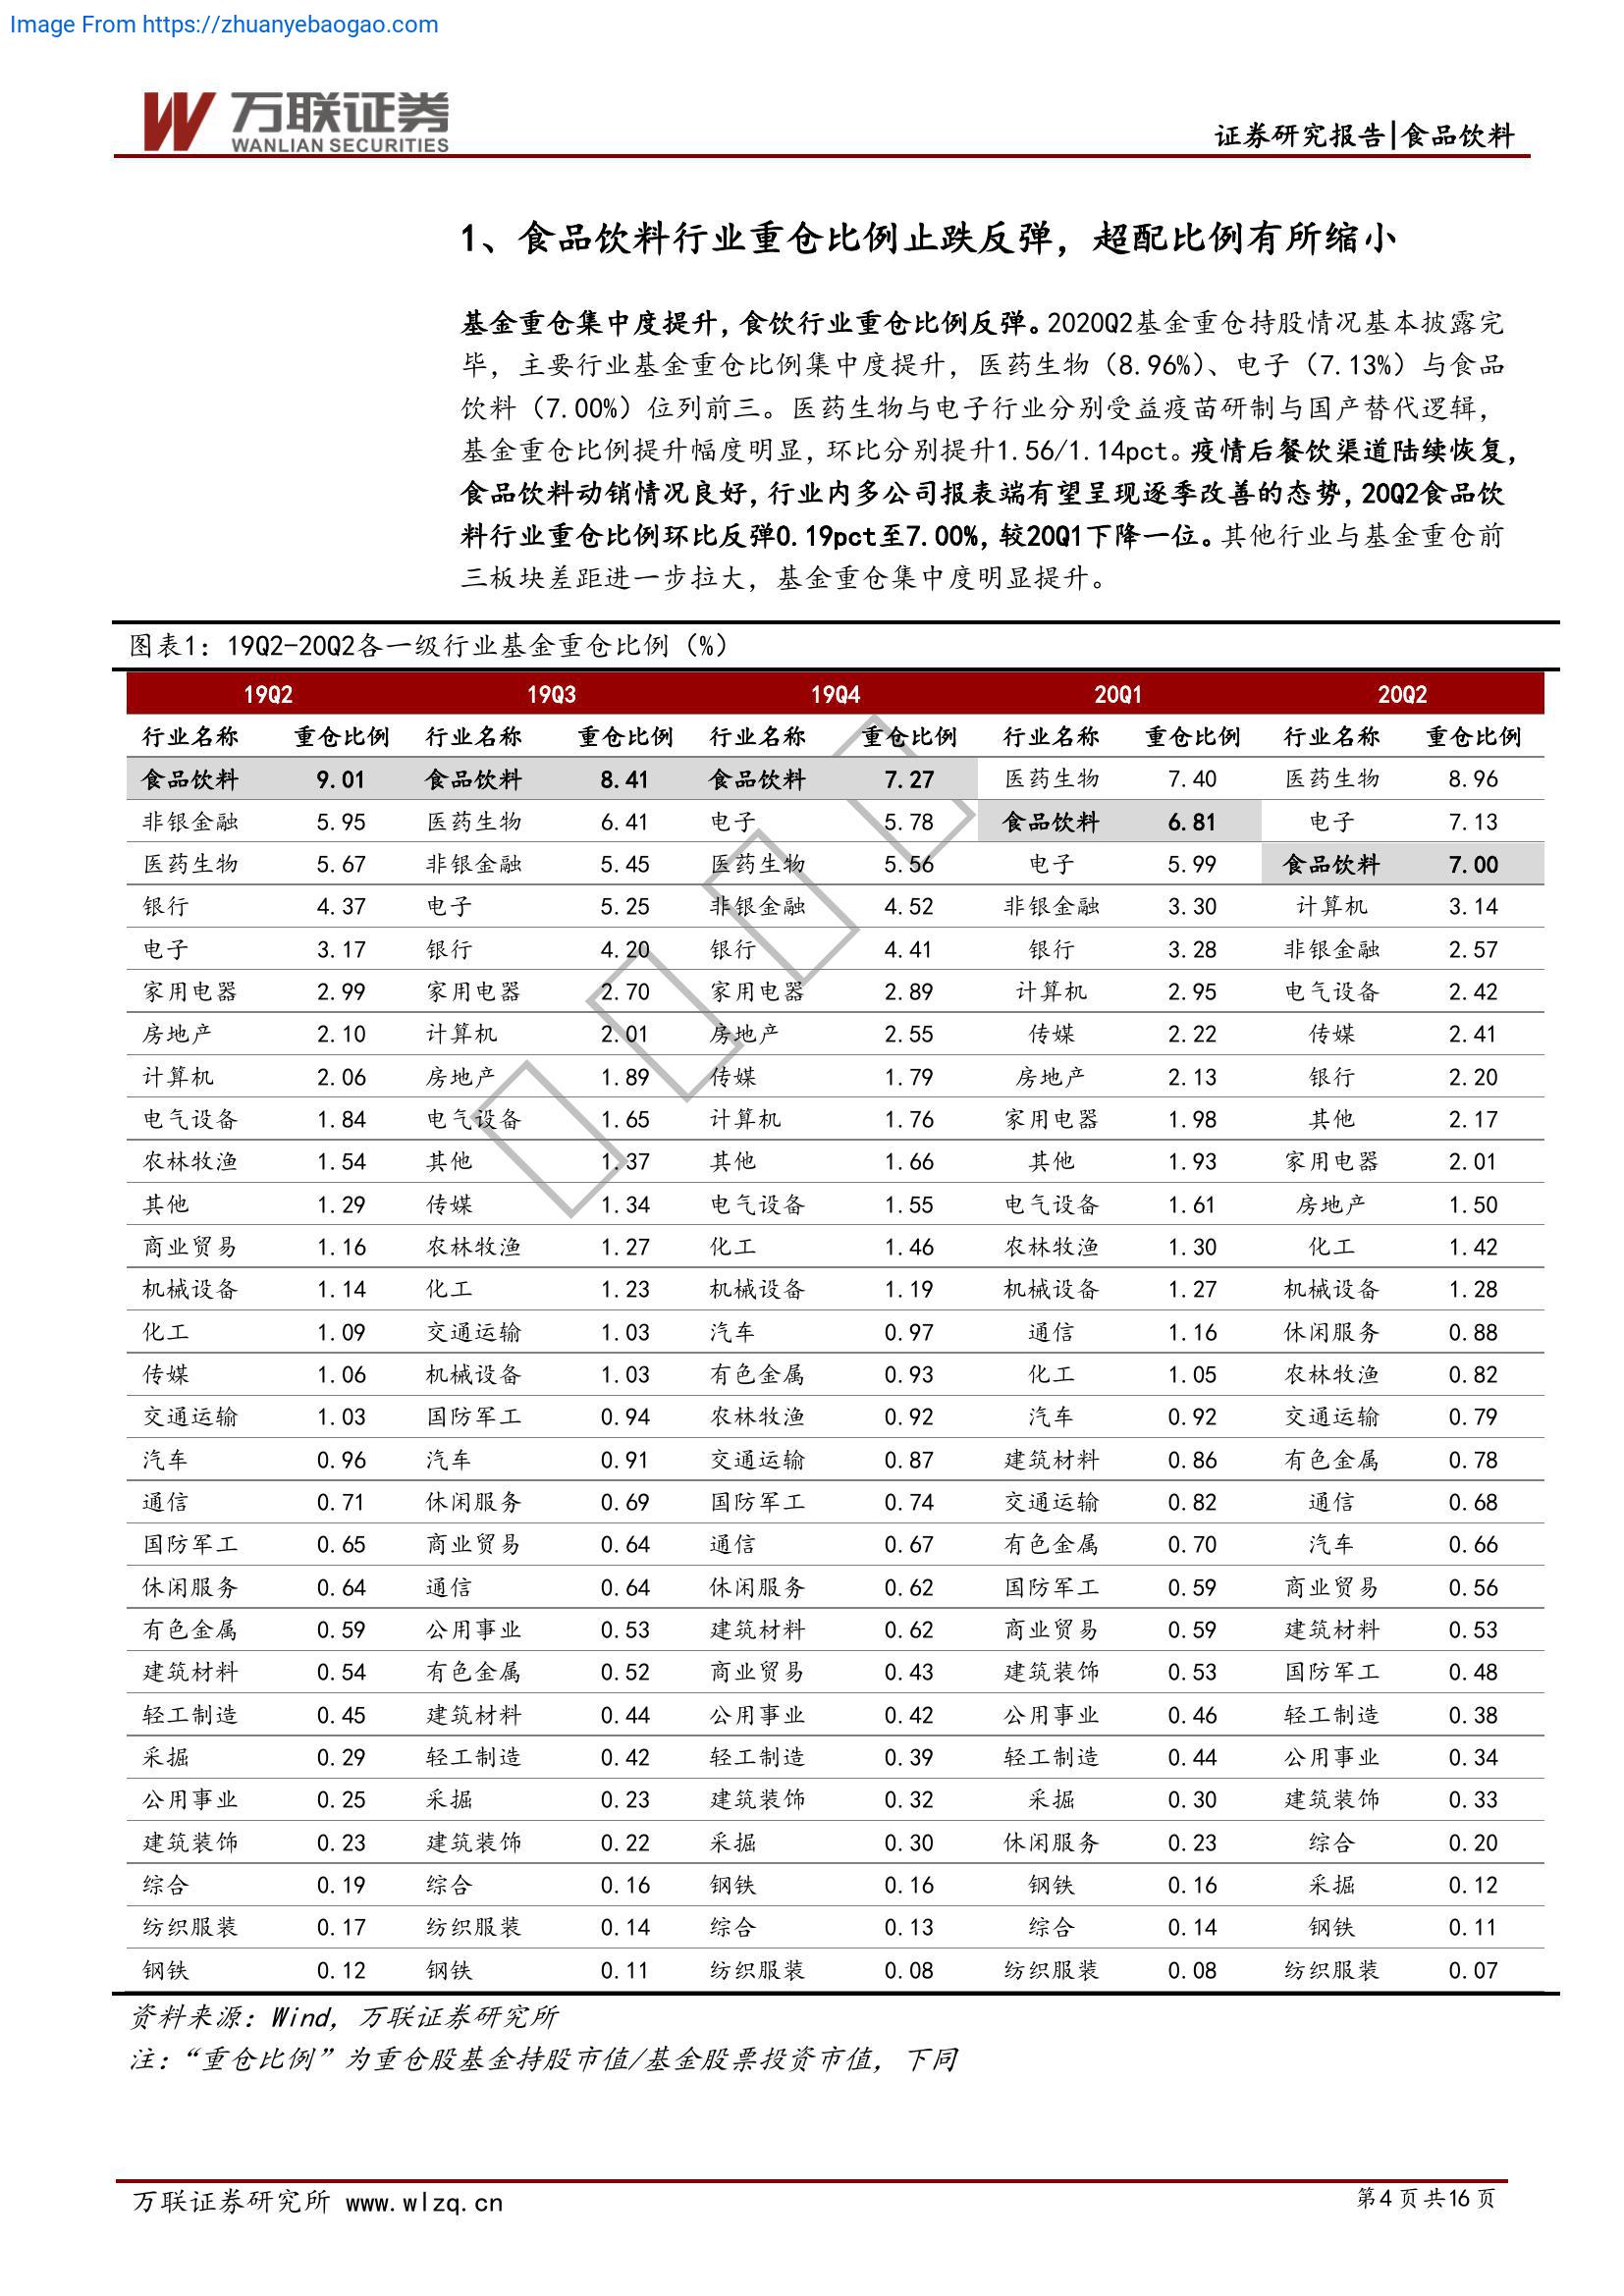 Image From https://zhuanyebaogao.com
万联证券
WANLIAN SECURITIES
证券研究报告|食品饮料
1、食品饮料行业重仓比例止跌反弹，超配比例有所缩小
基金重仓集中度提升，食饮行业重仓比例反弹。2020Q2基金重仓持股情况基本披露完
毕，主要行业基金重仓比例集中度提升，医药生物（8.96%）、电子（7.13%）与食品
饮料（7.00%）位列前三。医药生物与电子行业分别受益疫苗研制与国产替代逻辑，
基金重仓比例提升幅度明显，环比分别提升1.56/1.14pct。疫情后餐饮渠道陆续恢复，
食品饮料动销情况良好，行业内多公司报表端有望呈现逐季改善的态势，20Q2食品饮
料行业重仓比例环比反弹0.19pct至7.00%，较20Q1下降一位。其他行业与基金重仓前
三板块差距进一步拉大，基金重仓集中度明显提升。
图表1：19Q2-20Q2各一级行业基金重仓比例（%）
19Q2 19Q3 19Q4 20Q1 20Q2
行业名称 重仓比例 行业名称 重仓比例 行业名称 重仓比例 行业名称 重仓比例 行业名称 重仓比例
食品饮料 9.01 食品饮料 8.41 食品饮料 7.27 医药生物 7.40 医药生物 8.96
非银金融 5.95 医药生物 6.41 电子 5.78 食品饮料 6.81 电子 7.13
医药生物 5.67 非银金融 5.45 医药生物 5.56 电子 5.99 食品饮料 7.00
银行 4.37 电子 5.25 非银金融 4.52 非银金融 3.30 计算机 3.14
电子 3.17 银行 4.20 银行 4.41 银行 3.28 非银金融 2.57
家用电器 2.99 家用电器 2.70 家用电器 2.89 计算机 2.95 电气设备 2.42
房地产 2.10 计算机 2.01 房地产 2.55 传媒 2.22 传媒 2.41
计算机 2.06 房地产 1.89 传媒 1.79 房地产 2.13 银行 2.20
电气设备 1.84 电气设备 1.65 计算机 1.76 家用电器 1.98 其他 2.17
农林牧渔 1.54 其他 1.37 其他 1.66 其他 1.93 家用电器 2.01
其他 1.29 传媒 1.34 电气设备 1.55 电气设备 1.61 房地产 1.50
商业贸易 1.16 农林牧渔 1.27 化工 1.46 农林牧渔 1.30 化工 1.42
机械设备 1.14 化工 1.23 机械设备 1.19 机械设备 1.27 机械设备 1.28
化工 1.09 交通运输 1.03 汽车 0.97 通信 1.16 休闲服务 0.88
传媒 1.06 机械设备 1.03 有色金属 0.93 化工 1.05 农林牧渔 0.82
交通运输 1.03 国防军工 0.94 农林牧渔 0.92 汽车 0.92 交通运输 0.79
汽车 0.96 汽车 0.91 交通运输 0.87 建筑材料 0.86 有色金属 0.78
通信 0.71 休闲服务 0.69 国防军工 0.74 交通运输 0.82 通信 0.68
国防军工 0.65 商业贸易 0.64 通信 0.67 有色金属 0.70 汽车 0.66
休闲服务 0.64 通信 0.64 休闲服务 0.62 国防军工 0.59 商业贸易 0.56
有色金属 0.59 公用事业 0.53 建筑材料 0.62 商业贸易 0.59 建筑材料 0.53
建筑材料 0.54 有色金属 0.52 商业贸易 0.43 建筑装饰 0.53 国防军工 0.48
轻工制造 0.45 建筑材料 0.44 公用事业 0.42 公用事业 0.46 轻工制造 0.38
采掘 0.29 轻工制造 0.42 轻工制造 0.39 轻工制造 0.44 公用事业 0.34
公用事业 0.25 采掘 0.23 建筑装饰 0.32 采掘 0.30 建筑装饰 0.33
建筑装饰 0.23 建筑装饰 0.22 采掘 0.30 休闲服务 0.23 综合 0.20
综合 0.19 综合 0.16 钢铁 0.16 钢铁 0.16 采掘 0.12
纺织服装 0.17 纺织服装 0.14 综合 0.13 综合 0.14 钢铁 0.11
钢铁 0.12 钢铁 0.11 纺织服装 0.08 纺织服装 0.08 纺织服装 0.07
资料来源：Wind，万联证券研究所
注：“重仓比例”为重仓股基金持股市值/基金股票投资市值，下同
万联证券研究所 www.wlzq.cn
第4页共16页